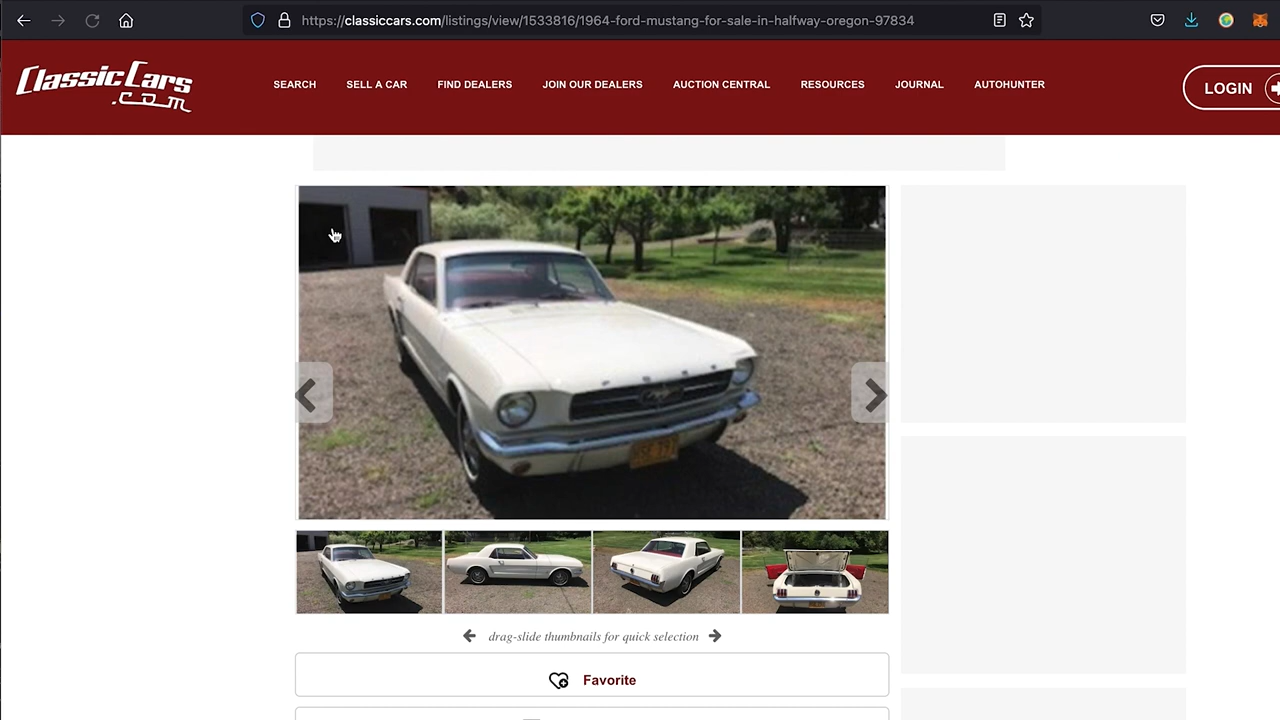 https://classiccars.com/listings/view/1533816/1964-ford-mustang-for-sale-in-halfway-oregon-97834
ClassicCars
.com
SEARCH
SELL A CAR
FIND DEALERS
JOIN OUR DEALERS
AUCTION CENTRAL
RESOURCES
JOURNAL
AUTOHUNTER
LOGIN
FORD
drag-slide thumbnails for quick selection
Favorite